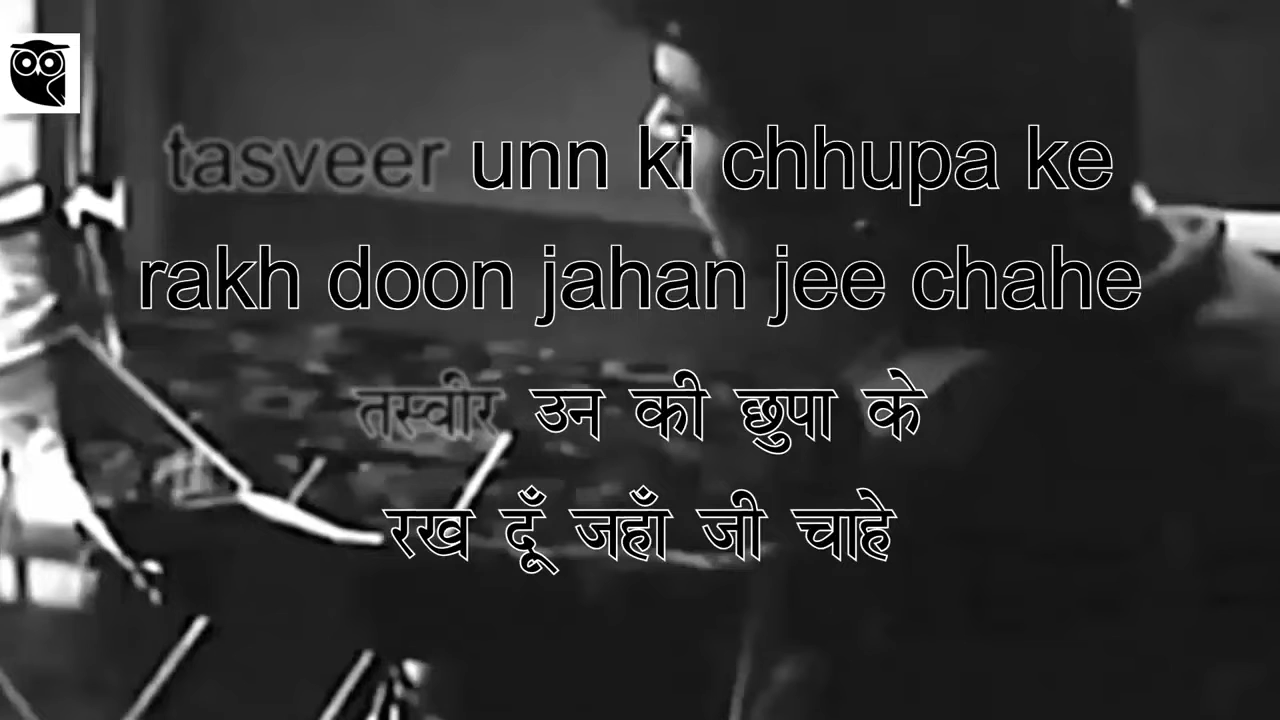 tasveer unn ki chhupa ke
rakh doon jahan jee chahe
तस्वीर उन की छुपा के
रख दूँ जहाँ जी चाहे